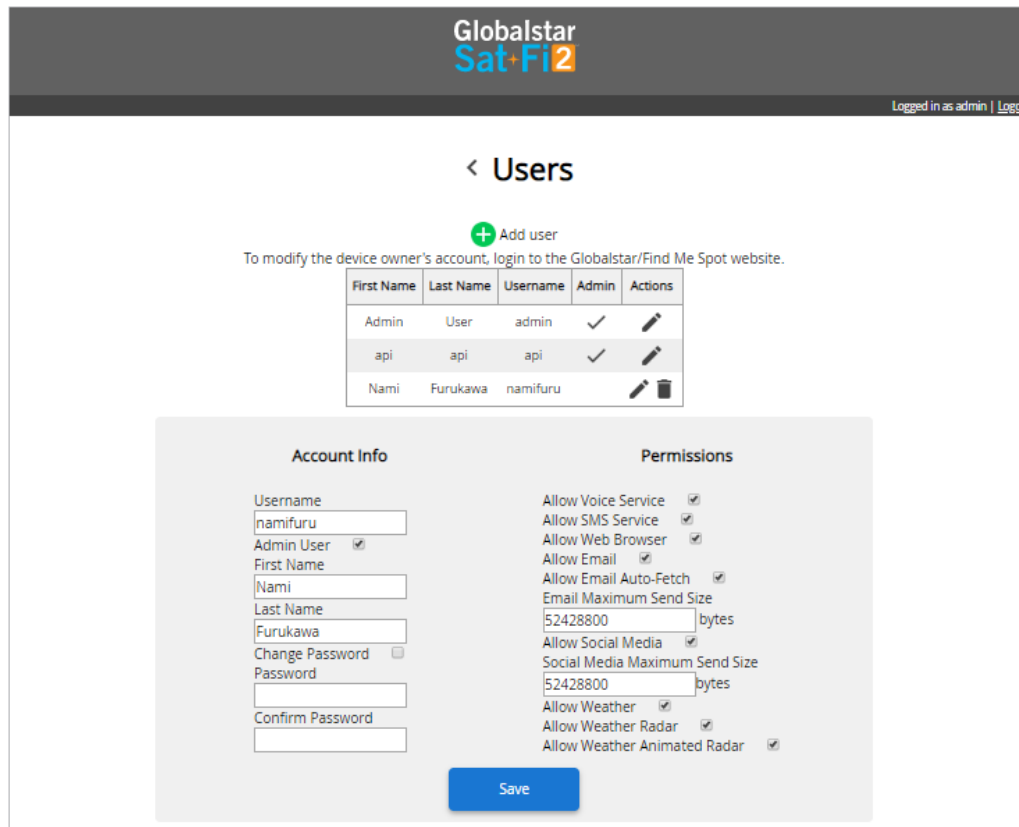 Globalstar
Sat-Fi2
Logged in as admin |
Users
Add user
To modify the device owner's account, login to the Globalstar/Find Me Spot website.
First Name Last Name Username Admin Actions
Admin User admin
api api api
Nami Furukawa namifuru
Account Info
Username
namifuru
Admin User
First Name
Nami
Last Name
Furukawa
Change Password
Password
Confirm Password
Permissions
Allow Voice Service
Allow SMS Service
Allow Web Browser
Allow Email
Allow Email Auto-Fetch
Email Maximum Send Size
52428800 bytes
Allow Social Media
Social Media Maximum Send Size
52428800 bytes
Allow Weather
Allow Weather Radar
Allow Weather Animated Radar
Save